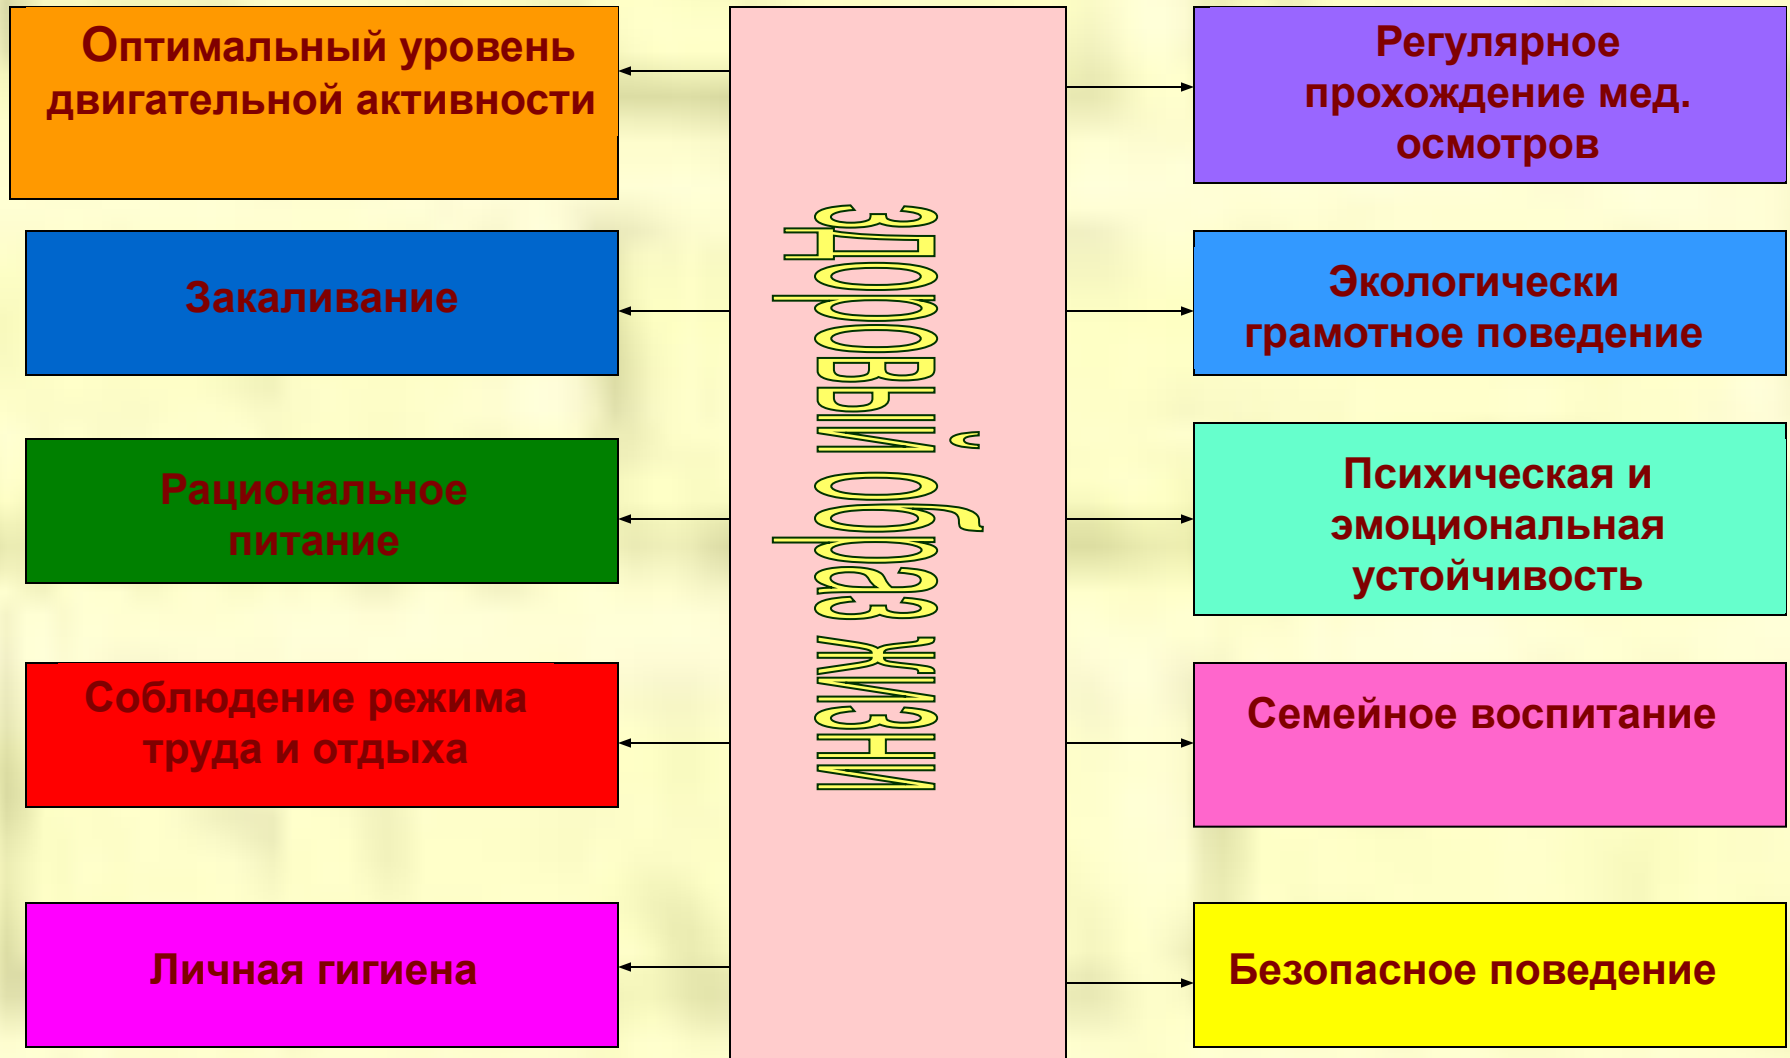 Оптимальный уровень
двигательной активности
Закаливание
Рациональное
питание
Соблюдение режима
труда и отдыха
Личная гигиена
здоровый образ жизни
Регулярное
прохождение мед.
осмотров
Экологически
грамотное поведение
Психическая и
эмоциональная
устойчивость
Семейное воспитание
Безопасное поведение